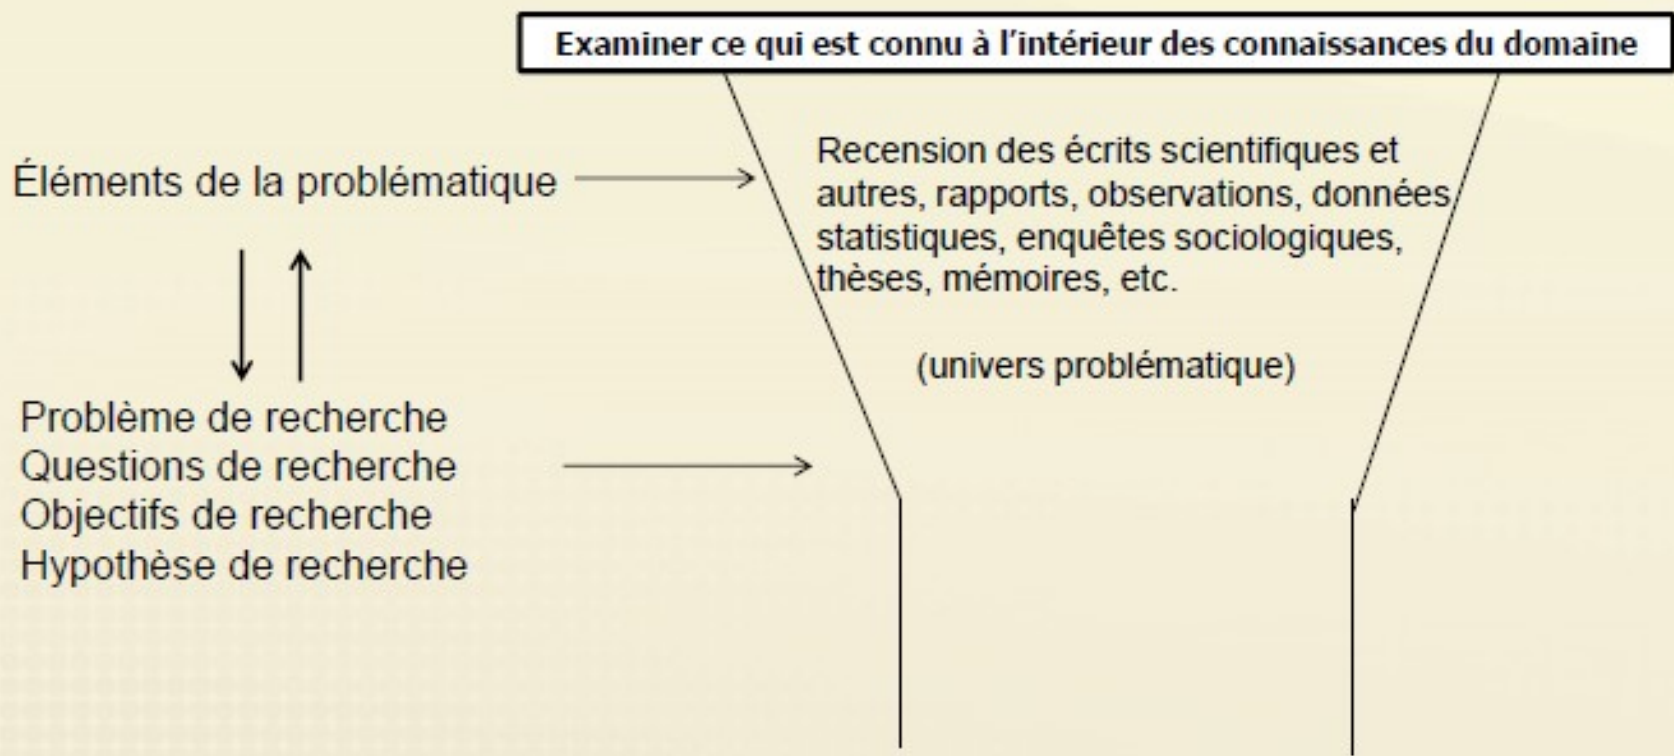 Examiner ce qui est connu à l'intérieur des connaissances du domaine
Éléments de la problématique
Recension des écrits scientifiques et
autres, rapports, observations, données
statistiques, enquêtes sociologiques,
thèses, mémoires, etc.
(univers problématique)
Problème de recherche
Questions de recherche
Objectifs de recherche
Hypothèse de recherche